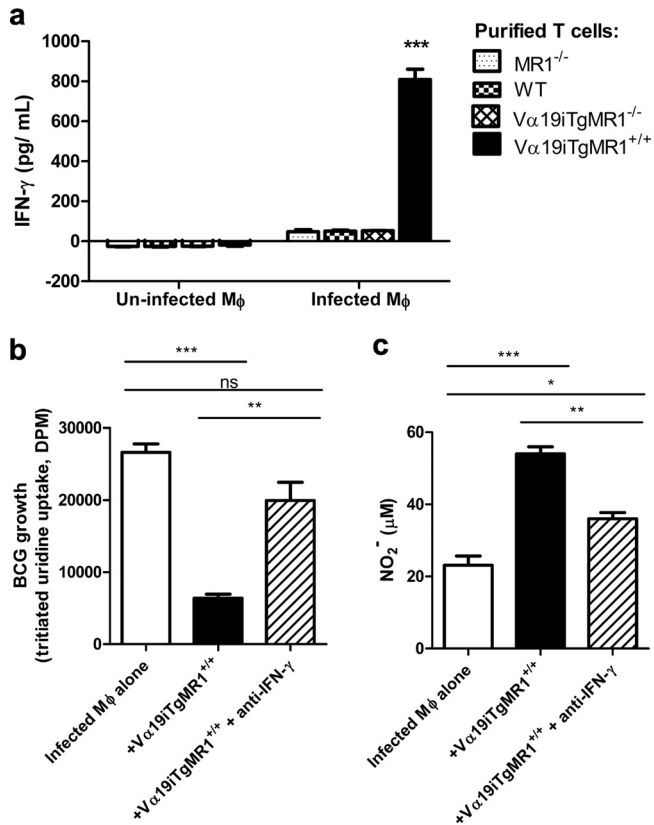 a
1000
800
600
400
200
0
-200
IFN-γ (pg/ mL)
***
Un-infected Mϕ
Infected Mϕ
Purified T cells:
MR1-/-
WT
Vα19iTgMR1-/-
Vα19iTgMR1+/+
b
***
ns
**
30000
20000
10000
0
BCG growth
(tritiated uridine uptake, DPM)
Infected Mϕ alone
+Vα19iTgMR1+/+
+Vα19iTgMR1+/+ + anti-IFN-γ
c
***
*
**
60
40
20
0
NO2- (μM)
Infected Mϕ alone
+Vα19iTgMR1+/+
+Vα19iTgMR1+/+ + anti-IFN-γ